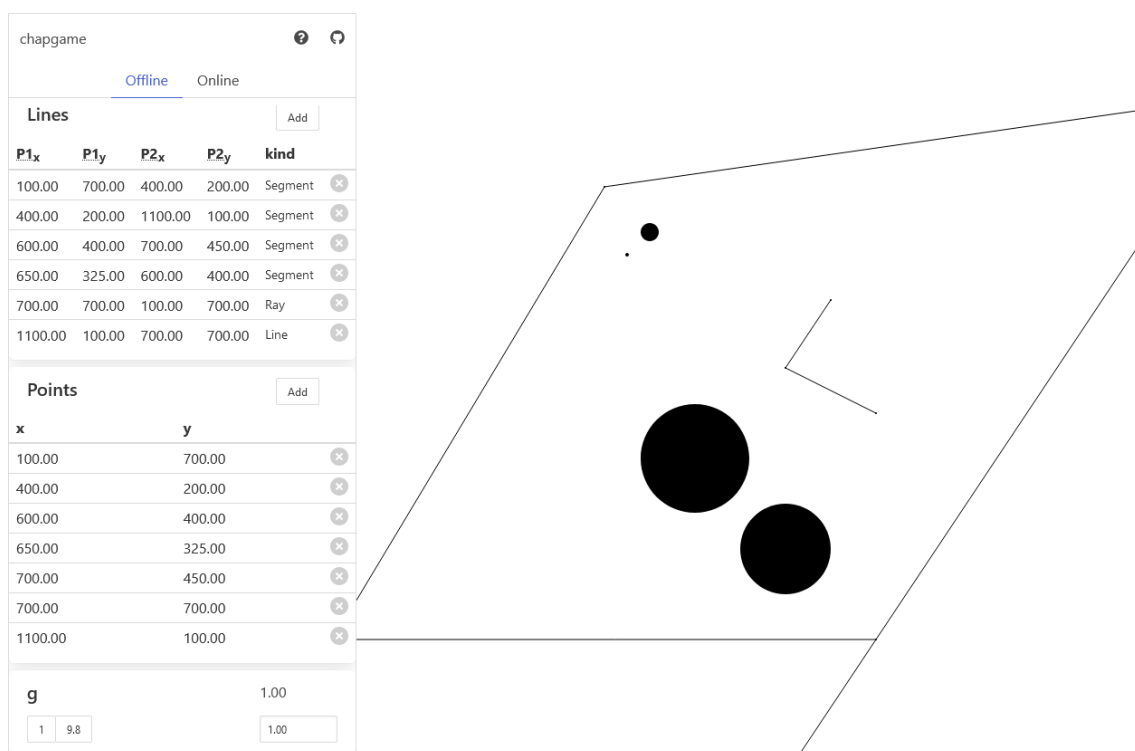 chapgame
Offline Online
Lines Add
P1x P1y P2x P2y kind
100.00 700.00 400.00 200.00 Segment
400.00 200.00 1100.00 100.00 Segment
600.00 400.00 700.00 450.00 Segment
650.00 325.00 600.00 400.00 Segment
700.00 700.00 100.00 700.00 Ray
1100.00 100.00 700.00 700.00 Line
Points Add
x y
100.00 700.00
400.00 200.00
600.00 400.00
650.00 325.00
700.00 450.00
700.00 700.00
1100.00 100.00
g 1.00
1 9.8 1.00